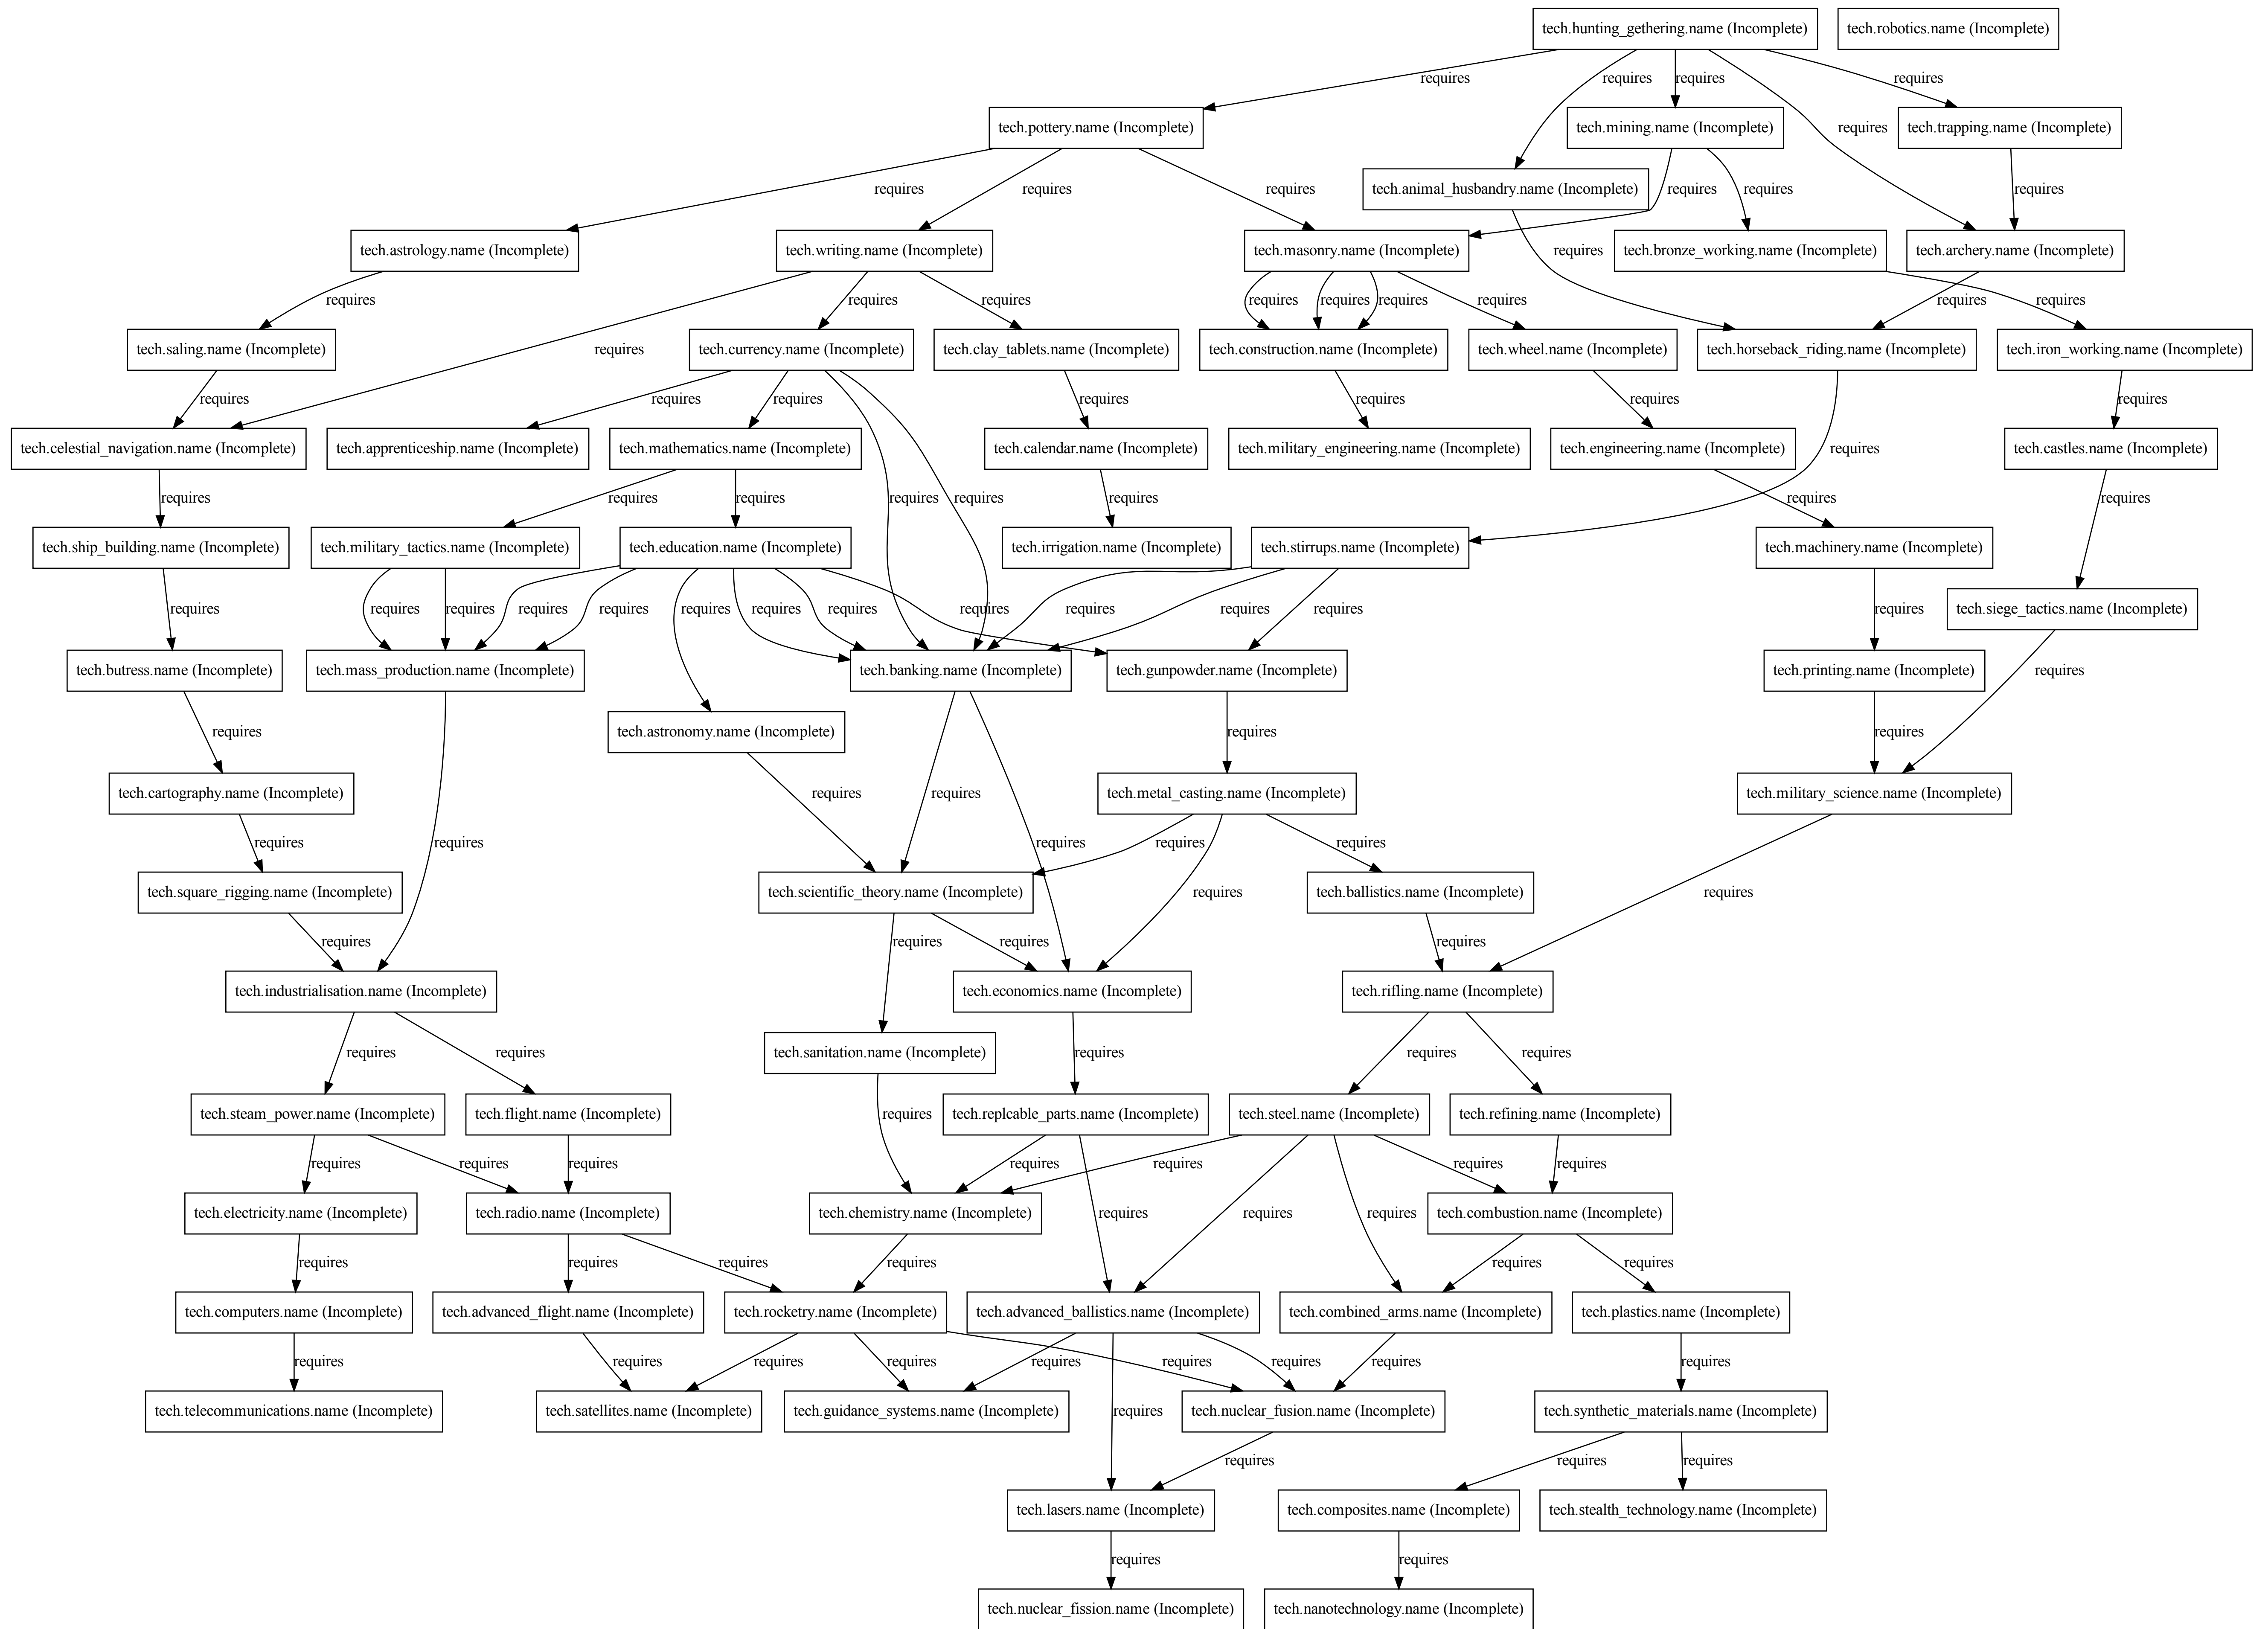 tech.hunting_gethering.name (Incomplete)
tech.robotics.name (Incomplete)
requires
requires
requires
requires
tech.pottery.name (Incomplete)
tech.mining.name (Incomplete)
requires
tech.trapping.name (Incomplete)
requires
requires
requires
tech.animal_husbandry.name (Incomplete)
requires
requires
requires
tech.astrology.name (Incomplete)
tech.writing.name (Incomplete)
tech.masonry.name (Incomplete)
requires
tech.bronze_working.name (Incomplete)
tech.archery.name (Incomplete)
requires
requires
requires
requires
requires
requires
requires
requires
requires
tech.saling.name (Incomplete)
requires
tech.currency.name (Incomplete)
tech.clay_tablets.name (Incomplete)
tech.construction.name (Incomplete)
tech.wheel.name (Incomplete)
tech.horseback_riding.name (Incomplete)
tech.iron_working.name (Incomplete)
requires
requires
requires
requires
requires
requires
requires
tech.celestial_navigation.name (Incomplete)
tech.apprenticeship.name (Incomplete)
tech.mathematics.name (Incomplete)
tech.calendar.name (Incomplete)
tech.military_engineering.name (Incomplete)
tech.engineering.name (Incomplete)
requires
tech.castles.name (Incomplete)
requires
requires
requires
requires
requires
requires
requires
requires
tech.ship_building.name (Incomplete)
tech.military_tactics.name (Incomplete)
tech.education.name (Incomplete)
tech.irrigation.name (Incomplete)
tech.stirrups.name (Incomplete)
tech.machinery.name (Incomplete)
requires
requires
requires
requires
requires
requires
requires
requires
requires
requires
requires
requires
requires
tech.siege_tactics.name (Incomplete)
tech.butress.name (Incomplete)
tech.mass_production.name (Incomplete)
tech.banking.name (Incomplete)
tech.gunpowder.name (Incomplete)
tech.printing.name (Incomplete)
requires
requires
tech.astronomy.name (Incomplete)
requires
requires
tech.cartography.name (Incomplete)
requires
requires
tech.metal_casting.name (Incomplete)
tech.military_science.name (Incomplete)
requires
requires
requires
requires
requires
tech.square_rigging.name (Incomplete)
tech.scientific_theory.name (Incomplete)
requires
tech.ballistics.name (Incomplete)
requires
requires
requires
requires
requires
tech.industrialisation.name (Incomplete)
tech.economics.name (Incomplete)
tech.rifling.name (Incomplete)
requires
requires
tech.sanitation.name (Incomplete)
requires
requires
requires
tech.steam_power.name (Incomplete)
tech.flight.name (Incomplete)
requires
tech.replcable_parts.name (Incomplete)
tech.steel.name (Incomplete)
tech.refining.name (Incomplete)
requires
requires
requires
requires
requires
requires
requires
tech.electricity.name (Incomplete)
tech.radio.name (Incomplete)
tech.chemistry.name (Incomplete)
requires
requires
requires
tech.combustion.name (Incomplete)
requires
requires
requires
requires
requires
requires
tech.computers.name (Incomplete)
tech.advanced_flight.name (Incomplete)
tech.rocketry.name (Incomplete)
tech.advanced_ballistics.name (Incomplete)
tech.combined_arms.name (Incomplete)
tech.plastics.name (Incomplete)
requires
requires
requires
requires
requires
requires
requires
requires
requires
tech.telecommunications.name (Incomplete)
tech.satellites.name (Incomplete)
tech.guidance_systems.name (Incomplete)
requires
tech.nuclear_fusion.name (Incomplete)
tech.synthetic_materials.name (Incomplete)
requires
requires
requires
tech.lasers.name (Incomplete)
tech.composites.name (Incomplete)
tech.stealth_technology.name (Incomplete)
requires
requires
tech.nuclear_fission.name (Incomplete)
tech.nanotechnology.name (Incomplete)